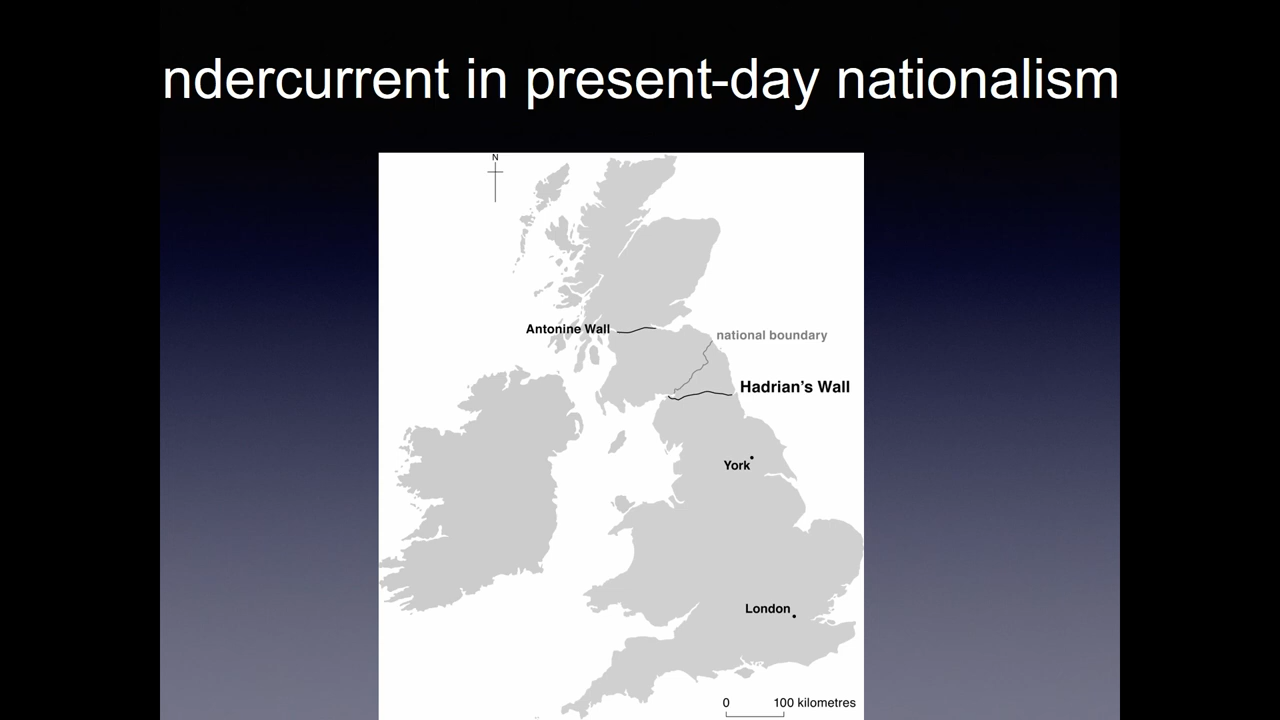 ndercurrent in present-day nationalism
N
Antonine Wall
national boundary
Hadrian's Wall
York
London
0 100 kilometres